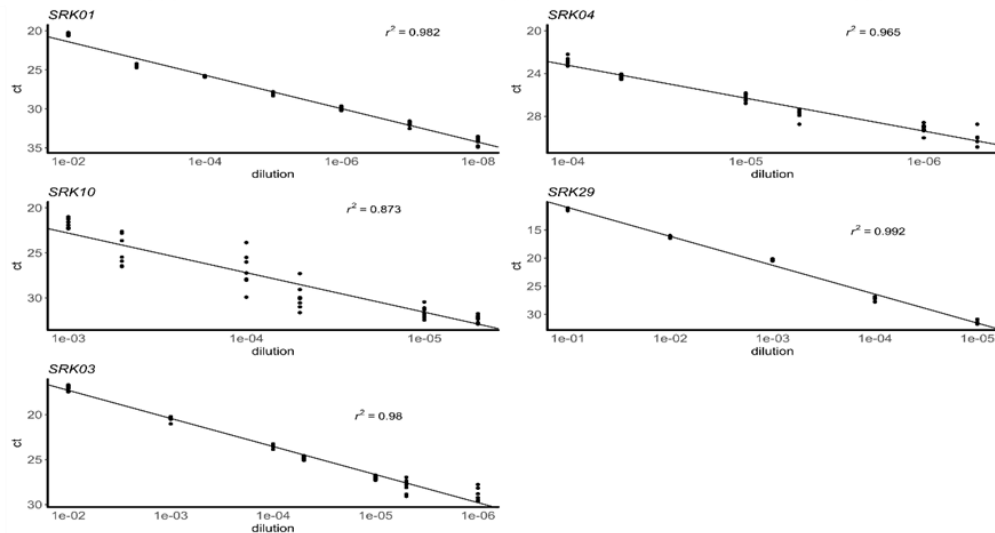 SRK01
r² = 0.982
20
25
30
35
ct
1e-02
1e-04
1e-06
1e-08
dilution
SRK04
r² = 0.965
20
24
28
ct
1e-04
1e-05
1e-06
dilution
SRK10
r² = 0.873
20
25
30
ct
1e-03
1e-04
1e-05
dilution
SRK29
r² = 0.992
15
20
25
30
ct
1e-01
1e-02
1e-03
1e-04
1e-05
dilution
SRK03
r² = 0.98
20
25
30
ct
1e-02
1e-03
1e-04
1e-05
1e-06
dilution